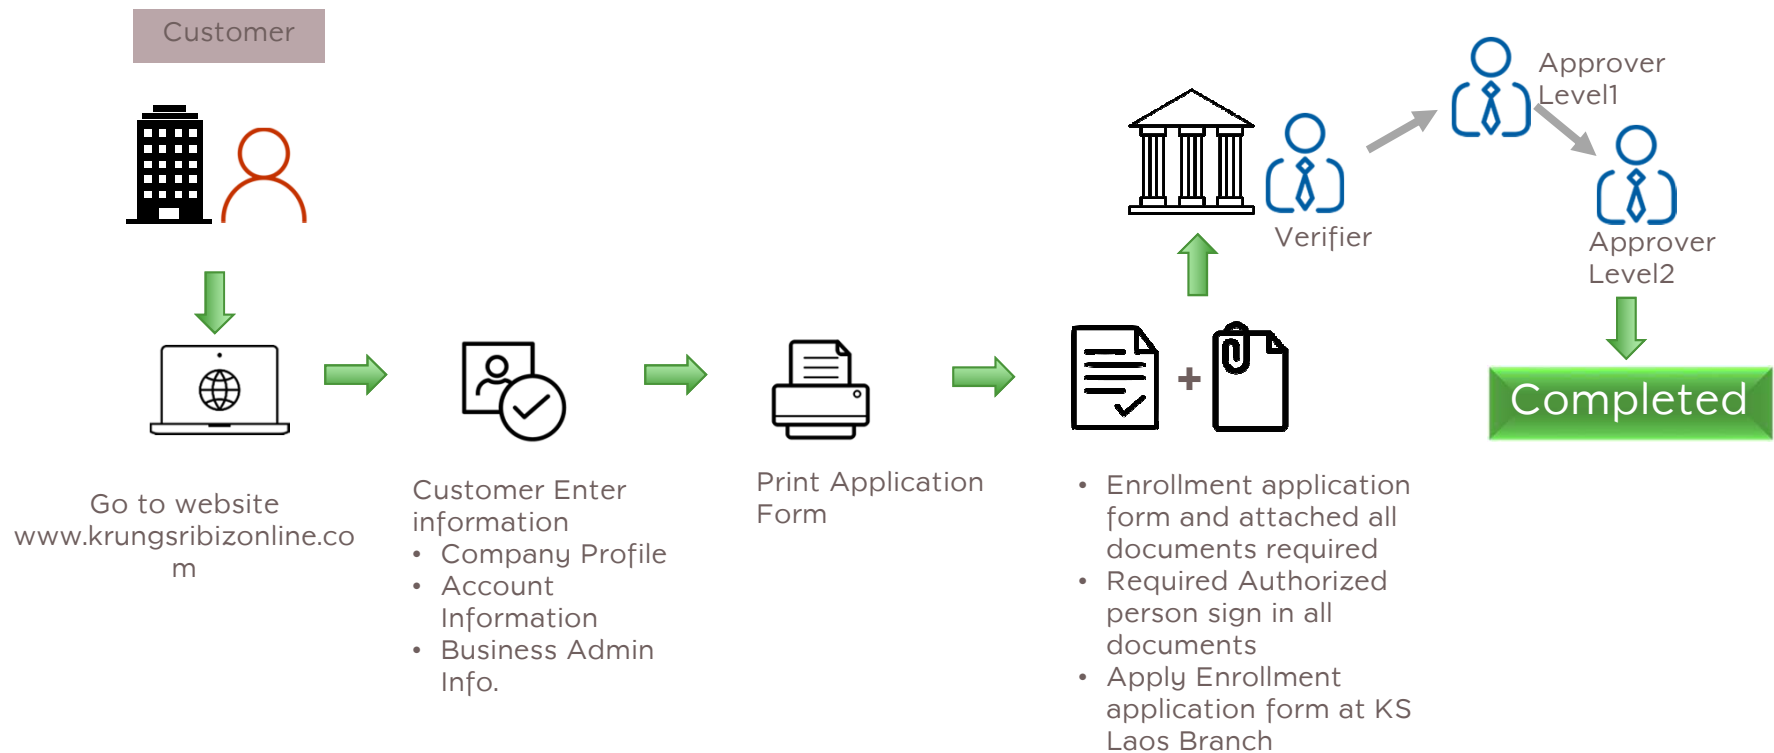 Customer
Approver
Level1
Verifier
Approver
Level2
Completed
Go to website
www.krungsribizonline.co
m
Customer Enter
information
• Company Profile
• Account
Information
• Business Admin
Info.
Print Application
Form
+
• Enrollment application
form and attached all
documents required
• Required Authorized
person sign in all
documents
• Apply Enrollment
application form at KS
Laos Branch